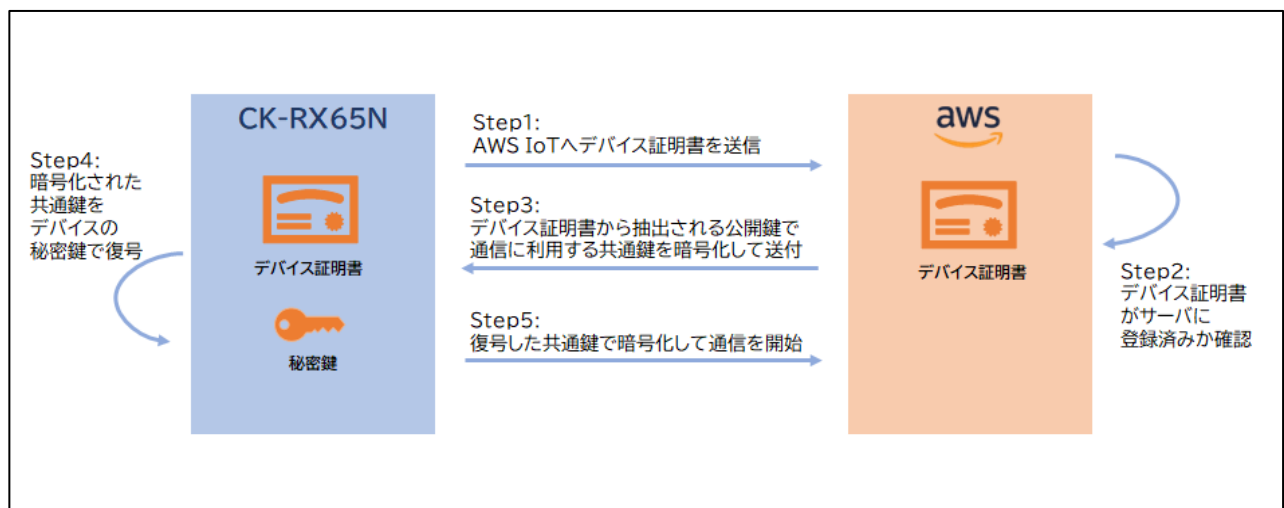 CK-RX65N
デバイス証明書
秘密鍵
Step4:
暗号化された
共通鍵を
デバイスの
秘密鍵で復号
Step1:
AWS IoTへデバイス証明書を送信
Step3:
デバイス証明書から抽出される公開鍵で
通信に利用する共通鍵を暗号化して送付
Step5:
復号した共通鍵で暗号化して通信を開始
aws
デバイス証明書
Step2:
デバイス証明書
がサーバに
登録済みか確認